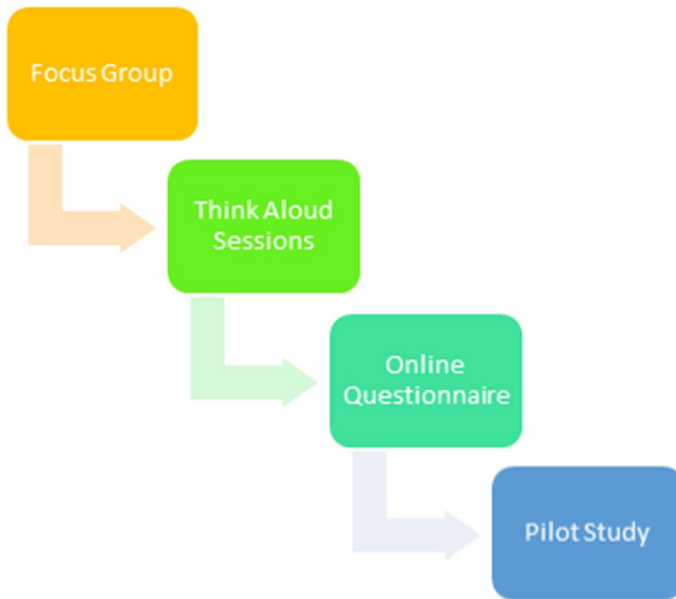 Focus Group
Think Aloud
Sessions
Online
Questionnaire
Pilot Study